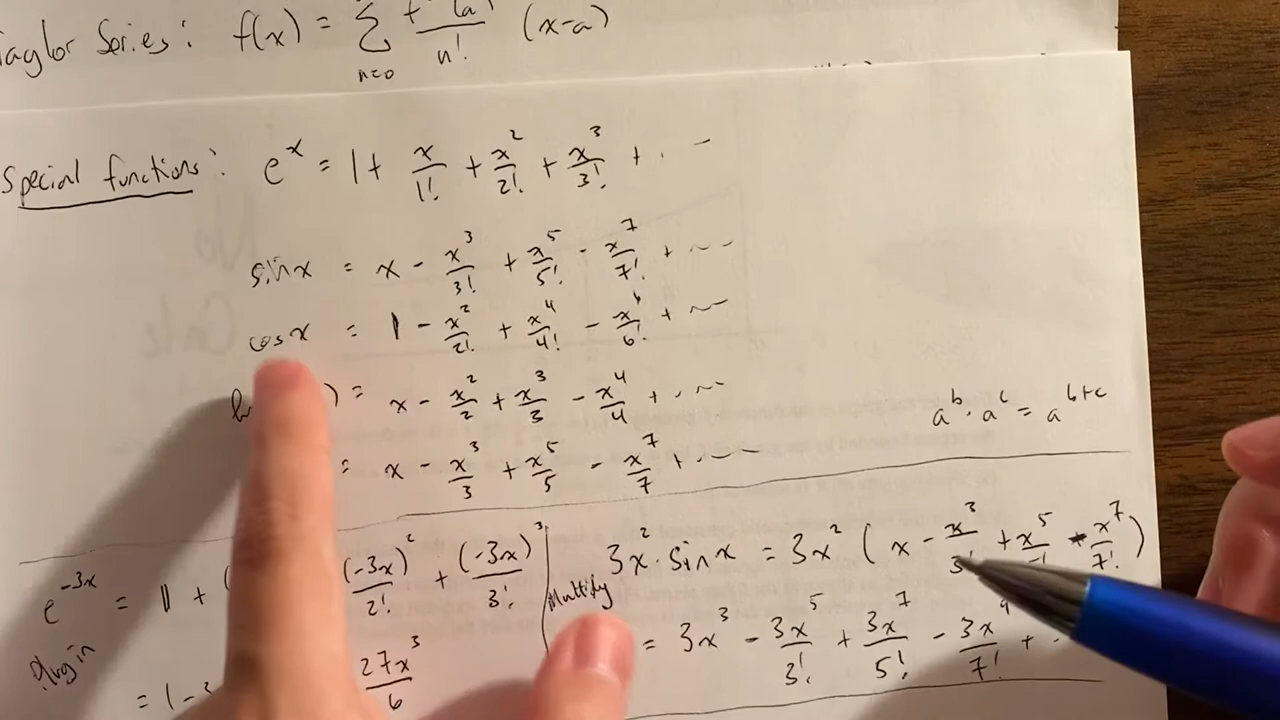 Taylor Series: f(x) = ∑ n=0 f (a) / n! (x-a)
Special functions: e^x = 1 + x/1! + x^2/2! + x^3/3! + ...
sin x = x - x^3/3! + x^5/5! - x^7/7! + ...
cos x = 1 - x^2/2! + x^4/4! - x^6/6! + ...
) = x - x^2/2 + x^3/3 - x^4/4 + ...
= x - x^3/3 + x^5/5 - x^7/7 + ...
a^b · a^c = a^{b+c}
e^{-3x} = 1 + ( (-3x)^2/2! + (-3x)^3/3!
Plug in
= 1 - 3 27x^3/6
Multiply
3x^2 · sin x = 3x^2 ( x - x^3/3! + x^5/ ! - x^7/7! )
= 3x^3 - 3x^5/3! + 3x^7/5! - 3x^9/7! + ..